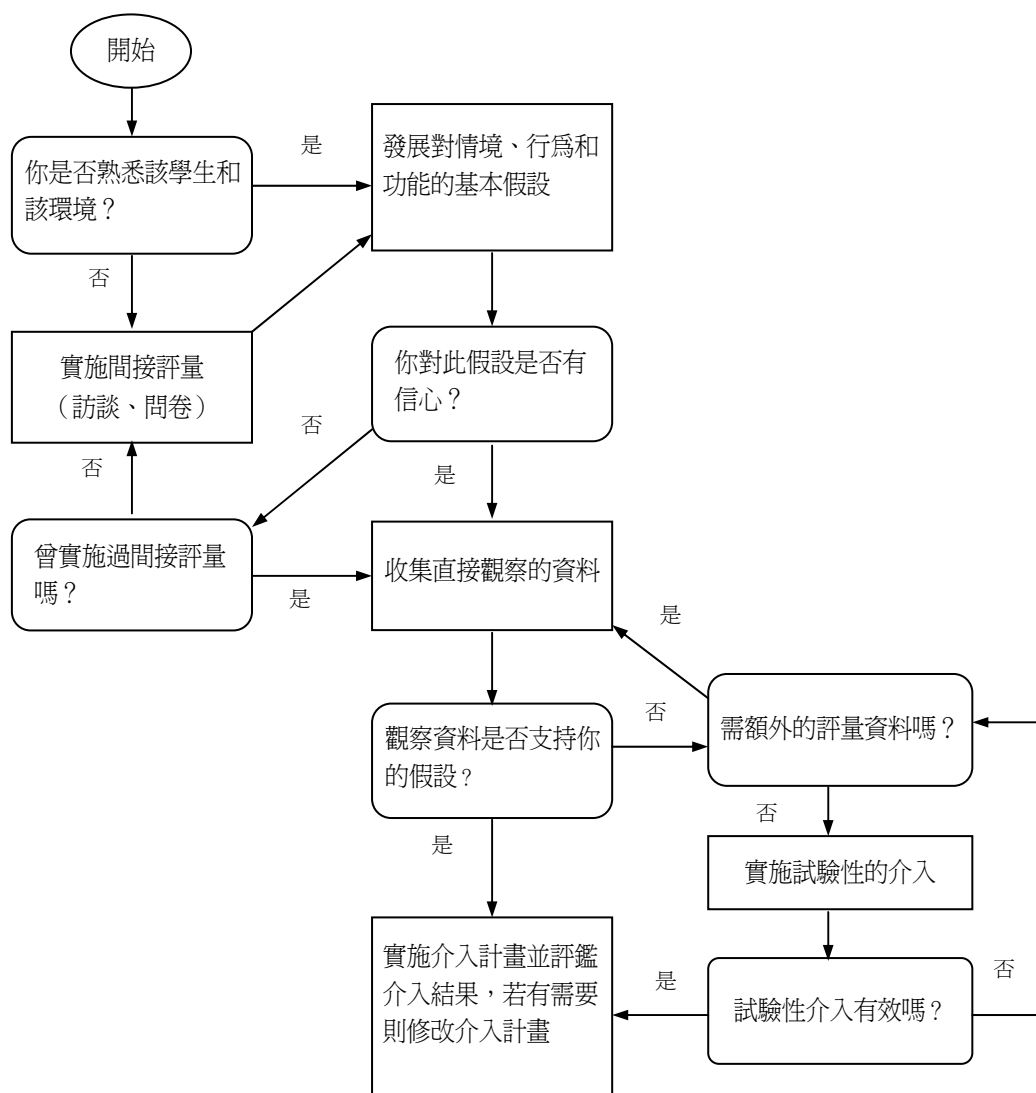 開始
你是否熟悉該學生和
該環境？
是
發展對情境、行為和
功能的基本假設
否
實施間接評量
（訪談、問卷）
你對此假設是否有
信心？
否
否
是
曾實施過間接評量
嗎？
是
收集直接觀察的資料
是
觀察資料是否支持你
的假設?
否
需額外的評量資料嗎？
是
否
實施試驗性的介入
實施介入計畫並評鑑
介入結果，若有需要
則修改介入計畫
是
試驗性介入有效嗎？
否